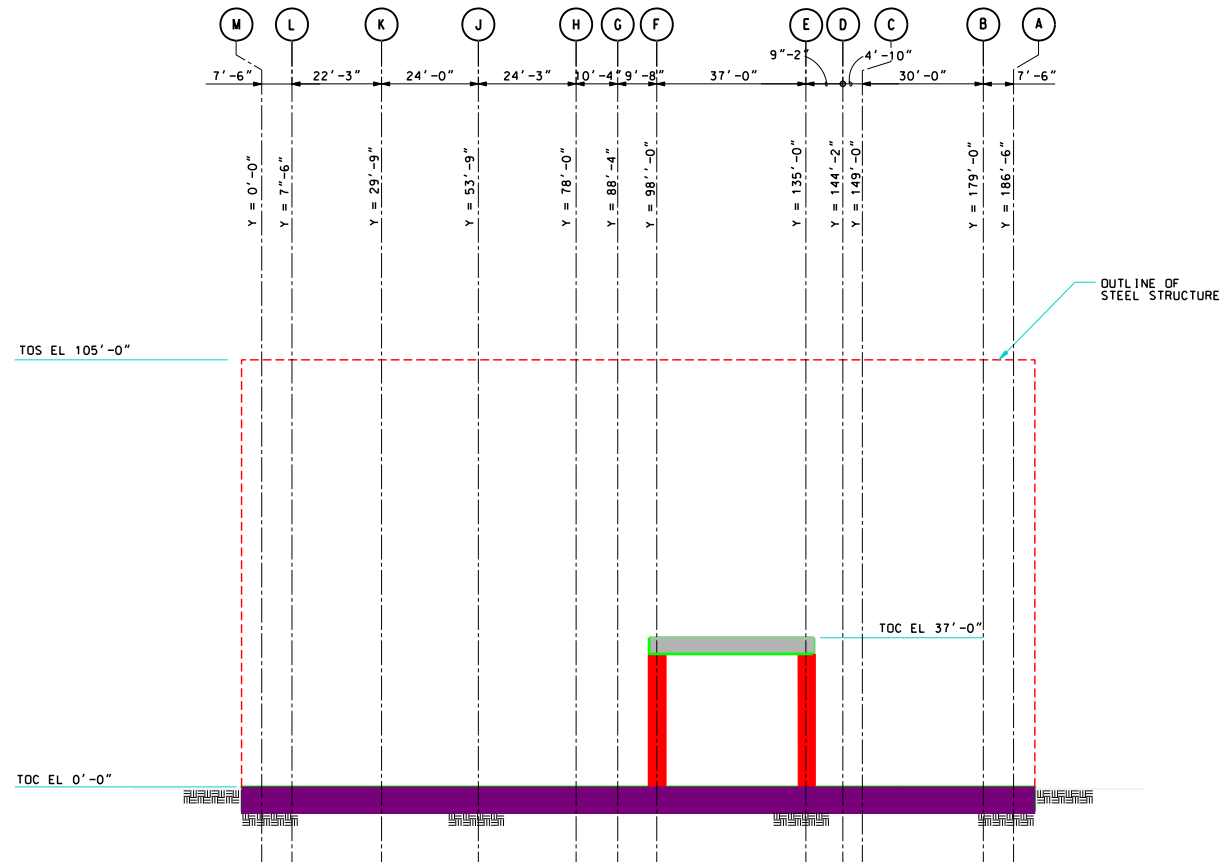 M L K J H G F E D C B A
9"-2" 4'-10"
7'-6" 22'-3" 24'-0" 24'-3" 10'-4" 9'-8" 37'-0" 30'-0" 7'-6"
Y = 0'-0"
Y = 7"-6"
Y = 29'-9"
Y = 53'-9"
Y = 78'-0"
Y = 88'-4"
Y = 98''-0"
Y = 135'-0"
Y = 144'-2"
Y = 149'-0"
Y = 179'-0"
Y = 186'-6"
OUTLINE OF
STEEL STRUCTURE
TOS EL 105'-0"
TOC EL 37'-0"
TOC EL 0'-0"